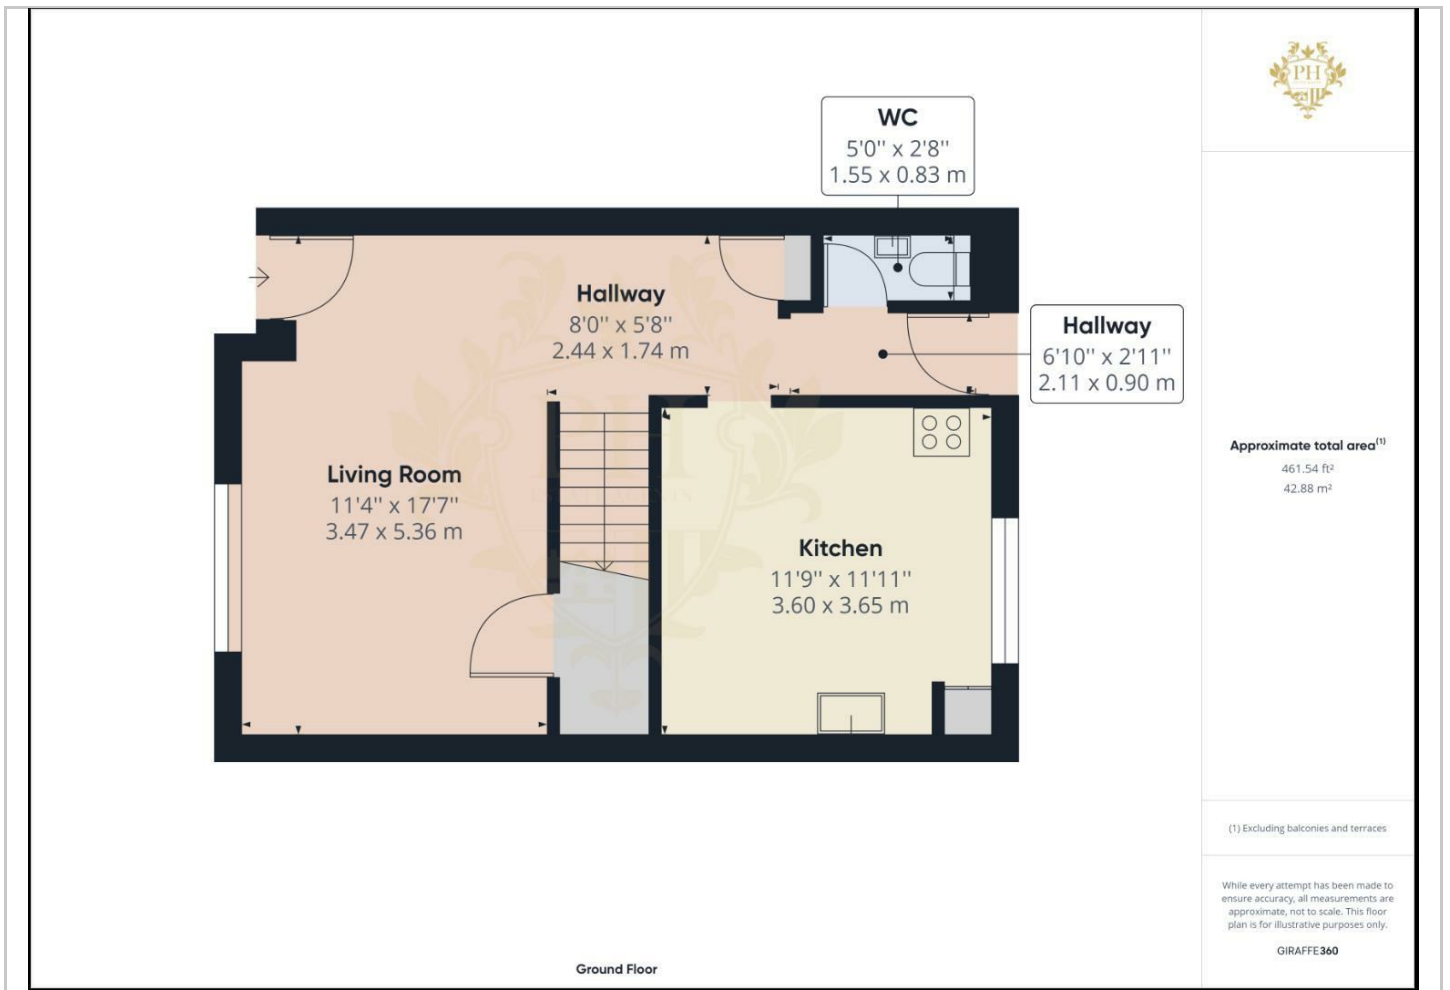 WC
5'0" x 2'8"
1.55 x 0.83 m
Hallway
8'0" x 5'8"
2.44 x 1.74 m
Hallway
6'10" x 2'11"
2.11 x 0.90 m
Living Room
11'4" x 17'7"
3.47 x 5.36 m
Kitchen
11'9" x 11'11"
3.60 x 3.65 m
Ground Floor
PH
PH
Approximate total area(1)
461.54 ft²
42.88 m²
(1) Excluding balconies and terraces
While every attempt has been made to
ensure accuracy, all measurements are
approximate, not to scale. This floor
plan is for illustrative purposes only.
GIRAFFE360